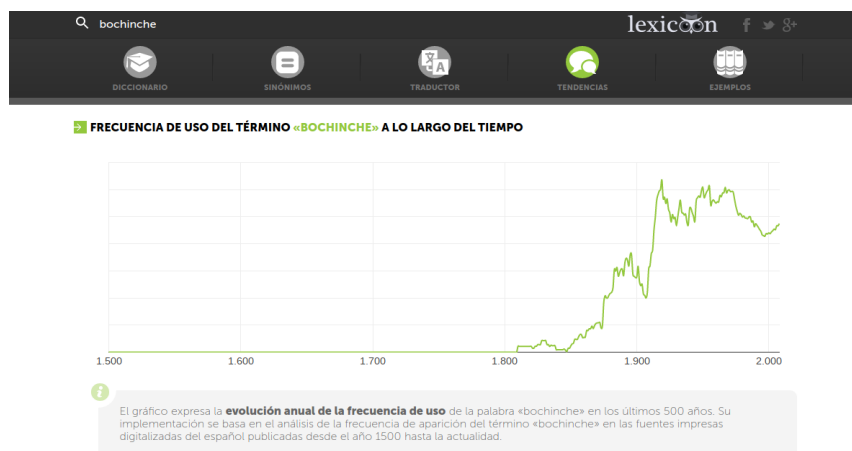 bochinche
lexicoon
f
8+
DICCIONARIO
SINÓNIMOS
TRADUCTOR
TENDENCIAS
EJEMPLOS
FRECUENCIA DE USO DEL TÉRMINO «BOCHINCHE» A LO LARGO DEL TIEMPO
1.500
1.600
1.700
1.800
1.900
2.000
i
El gráfico expresa la evolución anual de la frecuencia de uso de la palabra «bochinche» en los últimos 500 años. Su
implementación se basa en el análisis de la frecuencia de aparición del término «bochinche» en las fuentes impresas
digitalizadas del español publicadas desde el año 1500 hasta la actualidad.